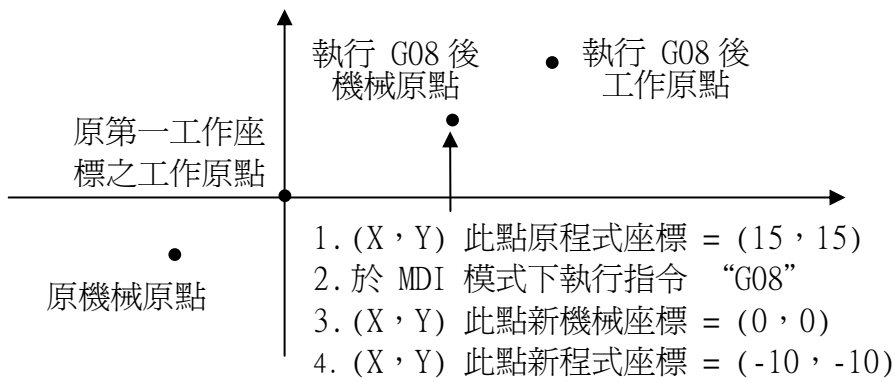 執行 G08 後
機械原點
執行 G08 後
工作原點
原第一工作座
標之工作原點
原機械原點
1.(X，Y) 此點原程式座標 = (15，15)
2.於 MDI 模式下執行指令 “G08”
3.(X，Y) 此點新機械座標 = (0，0)
4.(X，Y) 此點新程式座標 = (-10，-10)